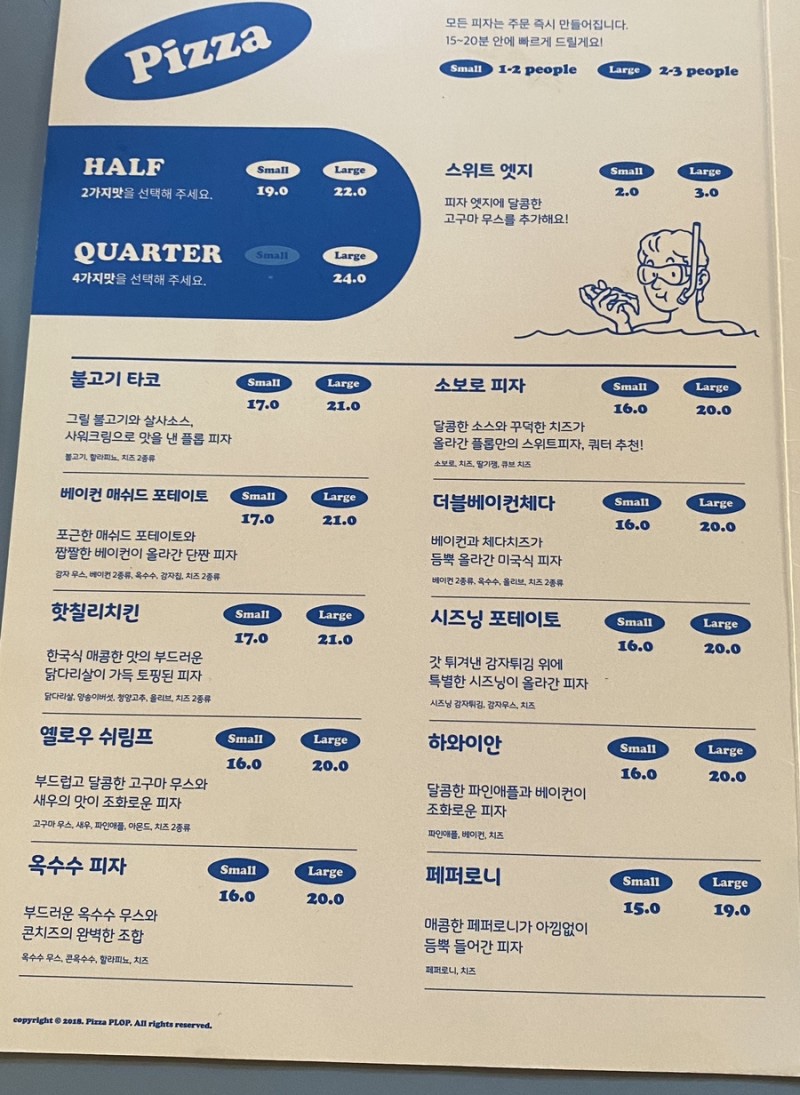 Pizza
모든 피자는 주문 즉시 만들어집니다.
15~20분 안에 빠르게 드릴게요!
Small 1-2 people Large 2-3 people
HALF Small Large
2가지맛을 선택해 주세요. 19.0 22.0
QUARTER Small Large
4가지맛을 선택해 주세요. - 24.0
스위트 엣지 Small Large
2.0 3.0
피자 엣지에 달콤한
고구마 무스를 추가해요!
불고기 타코 Small Large
17.0 21.0
그릴 불고기와 살사소스,
사워크림으로 맛을 낸 플롭 피자
불고기, 할라피뇨, 치즈 2종류
베이컨 매쉬드 포테이토 Small Large
17.0 21.0
포근한 매쉬드 포테이토와
짭짤한 베이컨이 올라간 단짠 피자
감자 무스, 베이컨 2종류, 옥수수, 감자칩, 치즈 2종류
핫칠리치킨 Small Large
17.0 21.0
한국식 매콤한 맛의 부드러운
닭다리살이 가득 토핑된 피자
닭다리살, 양송이버섯, 청양고추, 올리브, 치즈 2종류
옐로우 쉬림프 Small Large
16.0 20.0
부드럽고 달콤한 고구마 무스와
새우의 맛이 조화로운 피자
고구마 무스, 새우, 파인애플, 아몬드, 치즈 2종류
옥수수 피자 Small Large
16.0 20.0
부드러운 옥수수 무스와
콘치즈의 완벽한 조합
옥수수 무스, 콘옥수수, 할라피뇨, 치즈
소보로 피자 Small Large
16.0 20.0
달콤한 소스와 꾸덕한 치즈가
올라간 플롭만의 스위트피자, 쿼터 추천!
소보로, 치즈, 딸기잼, 큐브 치즈
더블베이컨체다 Small Large
16.0 20.0
베이컨과 체다치즈가
듬뿍 올라간 미국식 피자
베이컨 2종류, 옥수수, 올리브, 치즈 2종류
시즈닝 포테이토 Small Large
16.0 20.0
갓 튀겨낸 감자튀김 위에
특별한 시즈닝이 올라간 피자
시즈닝 감자튀김, 감자무스, 치즈
하와이안 Small Large
16.0 20.0
달콤한 파인애플과 베이컨이
조화로운 피자
파인애플, 베이컨, 치즈
페퍼로니 Small Large
15.0 19.0
매콤한 페퍼로니가 아낌없이
듬뿍 들어간 피자
페퍼로니, 치즈
copyright © 2018. Pizza PLOP. All rights reserved.